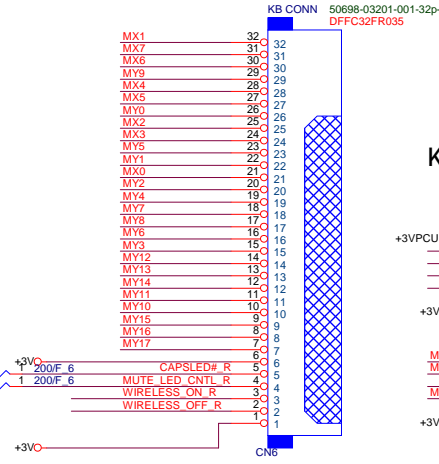 KB CONN 50698-03201-001-32p-
DFFC32FR035
MX1 32 32
MX7 31 31
MX6 30 30
MY9 29 29
MX4 28 28
MX5 27 27
MY0 26 26
MX2 25 25
MX3 24 24
MY5 23 23
MY1 22 22
MX0 21 21
MY2 20 20
MY4 19 19
MY7 18 18
MY8 17 17
MY6 16 16
MY3 15 15
MY12 14 14
MY13 13 13
MY14 12 12
MY11 11 11
MY10 10 10
MY15 9 9
MY16 8 8
MY17 7 7
+3V 6 6
1 200/F_6 CAPSLED#_R 5 5
1 200/F_6 MUTE_LED_CNTL_R 4 4
WIRELESS_ON_R 3 3
WIRELESS_OFF_R 2 2
1 1
+3V
CN6
K
+3VPCU
+3V
M
M
M
+3V